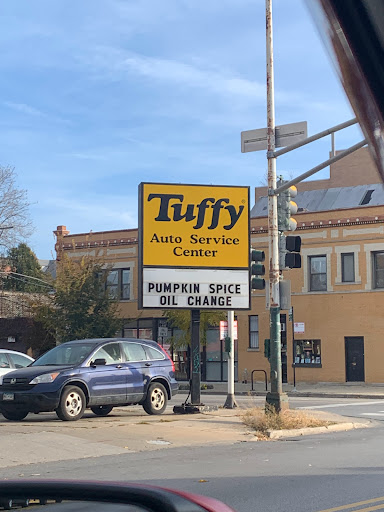 Tuffy
Auto Service
Center
PUMPKIN SPICE
OIL CHANGE